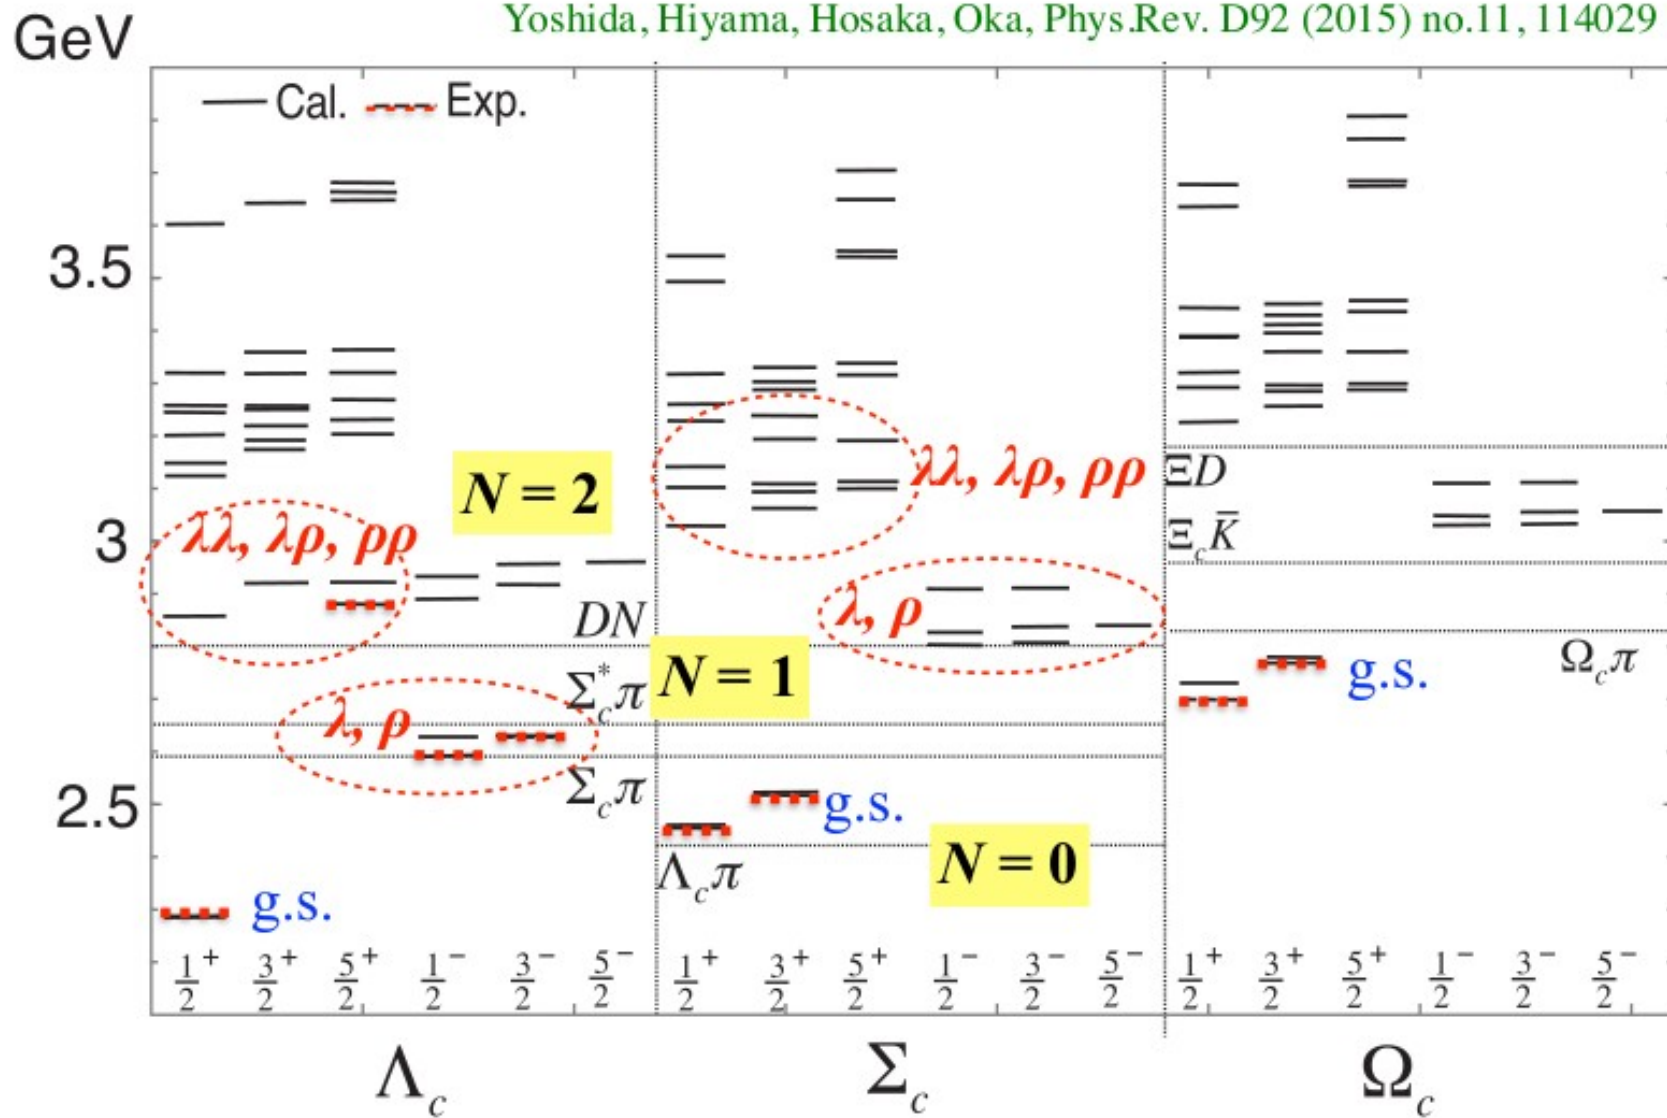 Yoshida, Hiyama, Hosaka, Oka, Phys.Rev. D92 (2015) no.11, 114029
GeV
Cal. Exp.
3.5
3
2.5
N = 2
λλ, λρ, ρρ
λλ, λρ, ρρ
ΞD
Ξ_c K̄
DN
λ, ρ
Σ_c^* π
N = 1
Ω_c π
g.s.
λ, ρ
Σ_c π
g.s.
N = 0
Λ_c π
g.s.
1/2^+ 3/2^+ 5/2^+ 1/2^- 3/2^- 5/2^- 1/2^+ 3/2^+ 5/2^+ 1/2^- 3/2^- 5/2^- 1/2^+ 3/2^+ 5/2^+ 1/2^- 3/2^- 5/2^-
Λ_c Σ_c Ω_c